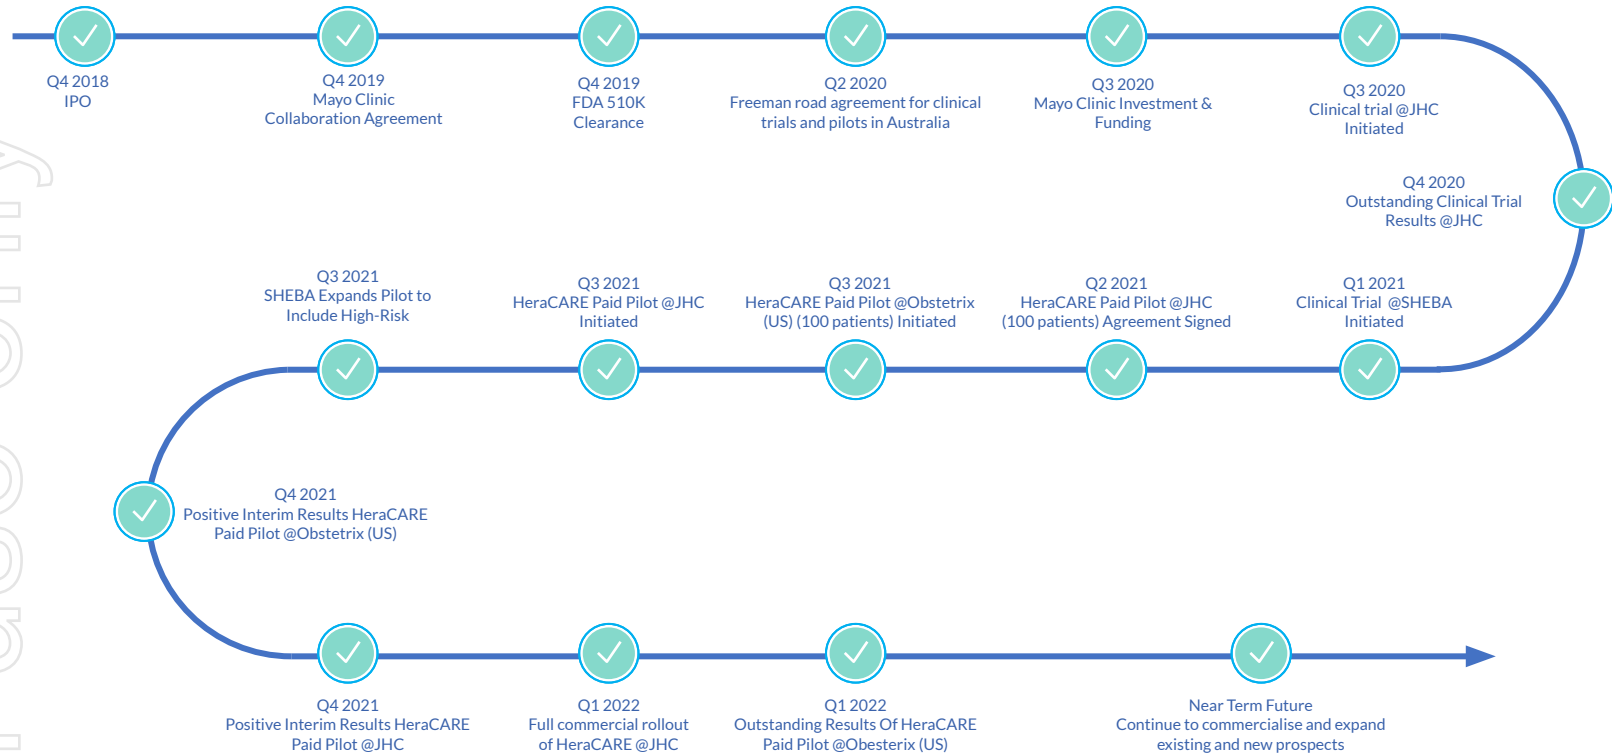 Q4 2018
IPO
Q4 2019
Mayo Clinic
Collaboration Agreement
Q4 2019
FDA 510K
Clearance
Q2 2020
Freeman road agreement for clinical
trials and pilots in Australia
Q3 2020
Mayo Clinic Investment &
Funding
Q3 2020
Clinical trial @JHC
Initiated
Q4 2020
Outstanding Clinical Trial
Results @JHC
Q1 2021
Clinical Trial @SHEBA
Initiated
Q2 2021
HeraCARE Paid Pilot @JHC
(100 patients) Agreement Signed
Q3 2021
HeraCARE Paid Pilot @Obstetrix
(US) (100 patients) Initiated
Q3 2021
HeraCARE Paid Pilot @JHC
Initiated
Q3 2021
SHEBA Expands Pilot to
Include High-Risk
Q4 2021
Positive Interim Results HeraCARE
Paid Pilot @Obstetrix (US)
Q4 2021
Positive Interim Results HeraCARE
Paid Pilot @JHC
Q1 2022
Full commercial rollout
of HeraCARE @JHC
Q1 2022
Outstanding Results Of HeraCARE
Paid Pilot @Obesterix (US)
Near Term Future
Continue to commercialise and expand
existing and new prospects